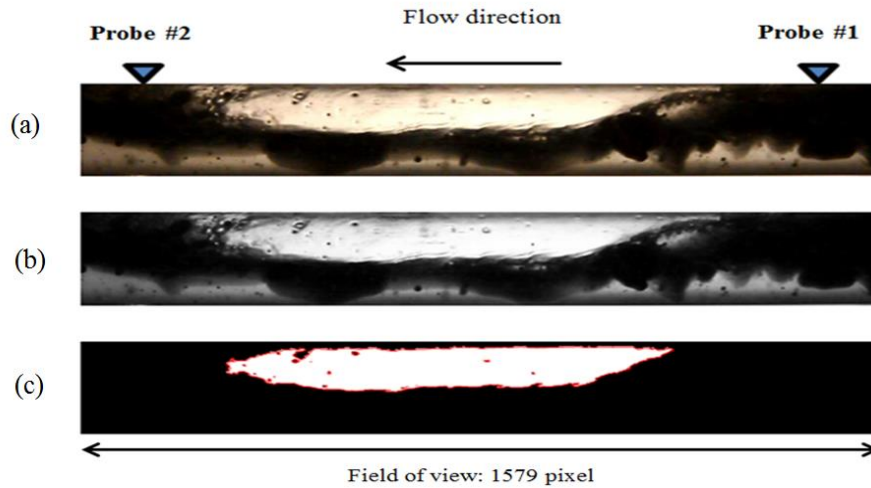 Flow direction
Probe #2
Probe #1
(a)
(b)
(c)
Field of view: 1579 pixel